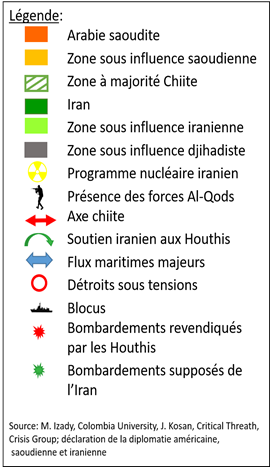 Légende:
Arabie saoudite
Zone sous influence saoudienne
Zone à majorité Chiite
Iran
Zone sous influence iranienne
Zone sous influence djihadiste
Programme nucléaire iranien
Présence des forces Al-Qods
Axe chiite
Soutien iranien aux Houthis
Flux maritimes majeurs
Détroits sous tensions
Blocus
Bombardements revendiqués
par les Houthis
Bombardements supposés de
l'Iran
Source: M. Izady, Colombia University, J. Kosan, Critical Threath,
Crisis Group; déclaration de la diplomatie américaine,
saoudienne et iranienne